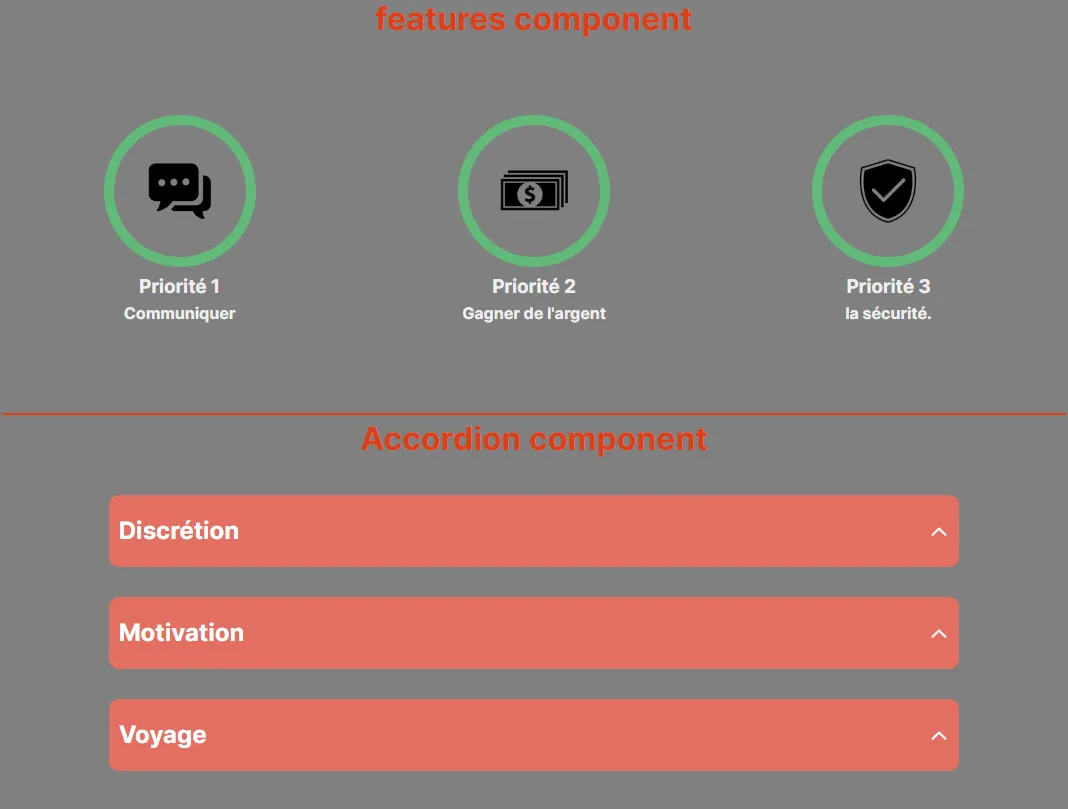 features component
Priorité 1
Communiquer
Priorité 2
Gagner de l'argent
Priorité 3
la sécurité.
Accordion component
Discrétion
Motivation
Voyage